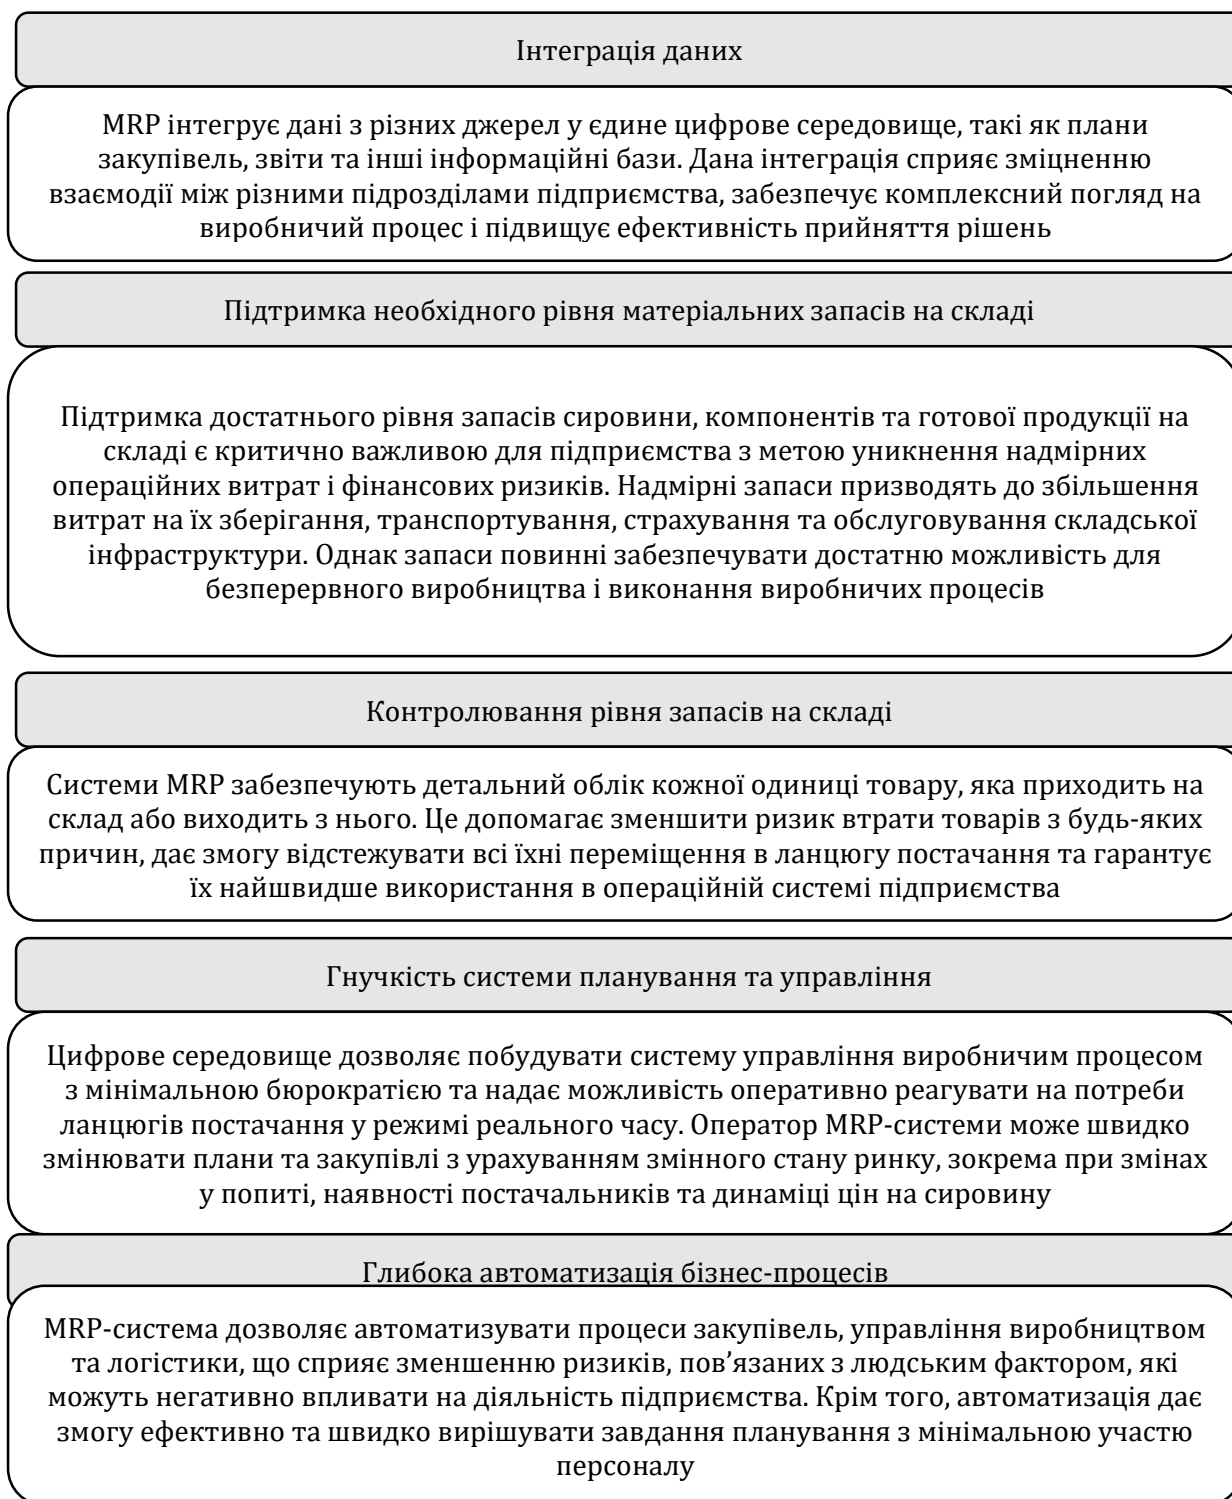 Інтеграція даних
MRP інтегрує дані з різних джерел у єдине цифрове середовище, такі як плани
закупівель, звіти та інші інформаційні бази. Дана інтеграція сприяє зміцненню
взаємодії між різними підрозділами підприємства, забезпечує комплексний погляд на
виробничий процес і підвищує ефективність прийняття рішень
Підтримка необхідного рівня матеріальних запасів на складі
Підтримка достатнього рівня запасів сировини, компонентів та готової продукції на
складі є критично важливою для підприємства з метою уникнення надмірних
операційних витрат і фінансових ризиків. Надмірні запаси призводять до збільшення
витрат на їх зберігання, транспортування, страхування та обслуговування складської
інфраструктури. Однак запаси повинні забезпечувати достатню можливість для
безперервного виробництва і виконання виробничих процесів
Контролювання рівня запасів на складі
Системи MRP забезпечують детальний облік кожної одиниці товару, яка приходить на
склад або виходить з нього. Це допомагає зменшити ризик втрати товарів з будь-яких
причин, дає змогу відстежувати всі їхні переміщення в ланцюгу постачання та гарантує
їх найшвидше використання в операційній системі підприємства
Гнучкість системи планування та управління
Цифрове середовище дозволяє побудувати систему управління виробничим процесом
з мінімальною бюрократією та надає можливість оперативно реагувати на потреби
ланцюгів постачання у режимі реального часу. Оператор MRP-системи може швидко
змінювати плани та закупівлі з урахуванням змінного стану ринку, зокрема при змінах
у попиті, наявності постачальників та динаміці цін на сировину
Глибока автоматизація бізнес-процесів
MRP-система дозволяє автоматизувати процеси закупівель, управління виробництвом
та логістики, що сприяє зменшенню ризиків, пов’язаних з людським фактором, які
можуть негативно впливати на діяльність підприємства. Крім того, автоматизація дає
змогу ефективно та швидко вирішувати завдання планування з мінімальною участю
персоналу